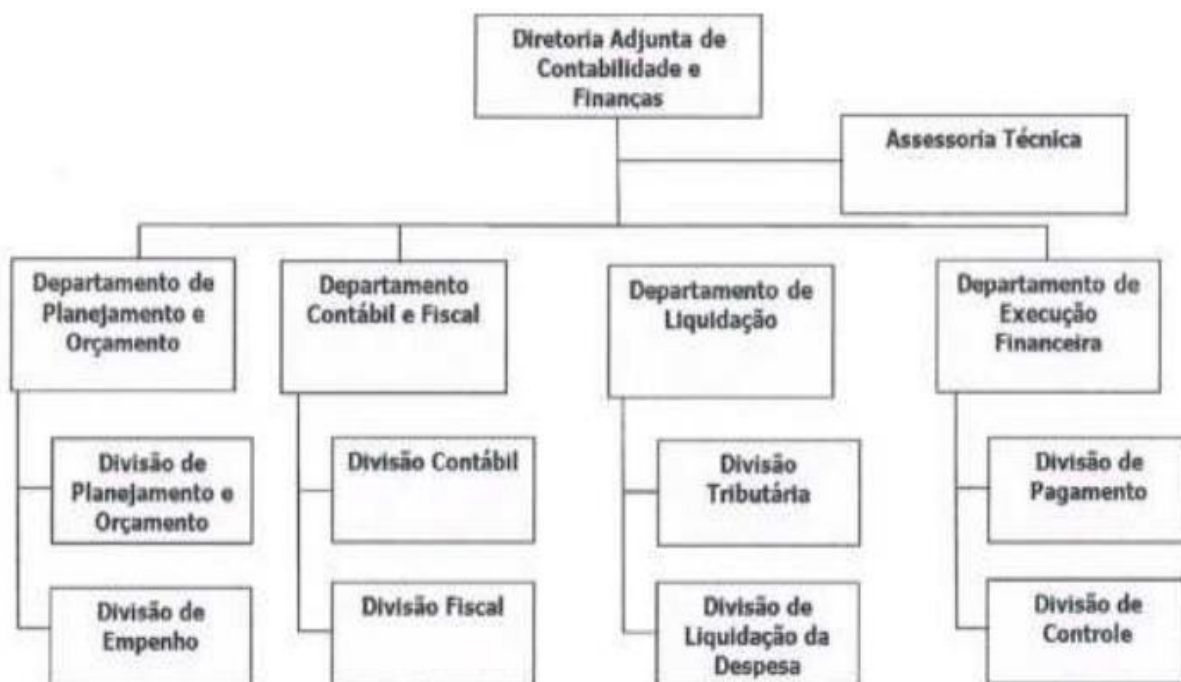 Diretoria Adjunta de
Contabilidade e
Finanças
Assessoria Técnica
Departamento de
Planejamento e
Orçamento
Departamento
Contábil e Fiscal
Departamento de
Liquidação
Departamento de
Execução
Financeira
Divisão de
Planejamento e
Orçamento
Divisão Contábil
Divisão
Tributária
Divisão de
Pagamento
Divisão de
Empenho
Divisão Fiscal
Divisão de
Liquidação da
Despesa
Divisão de
Controle